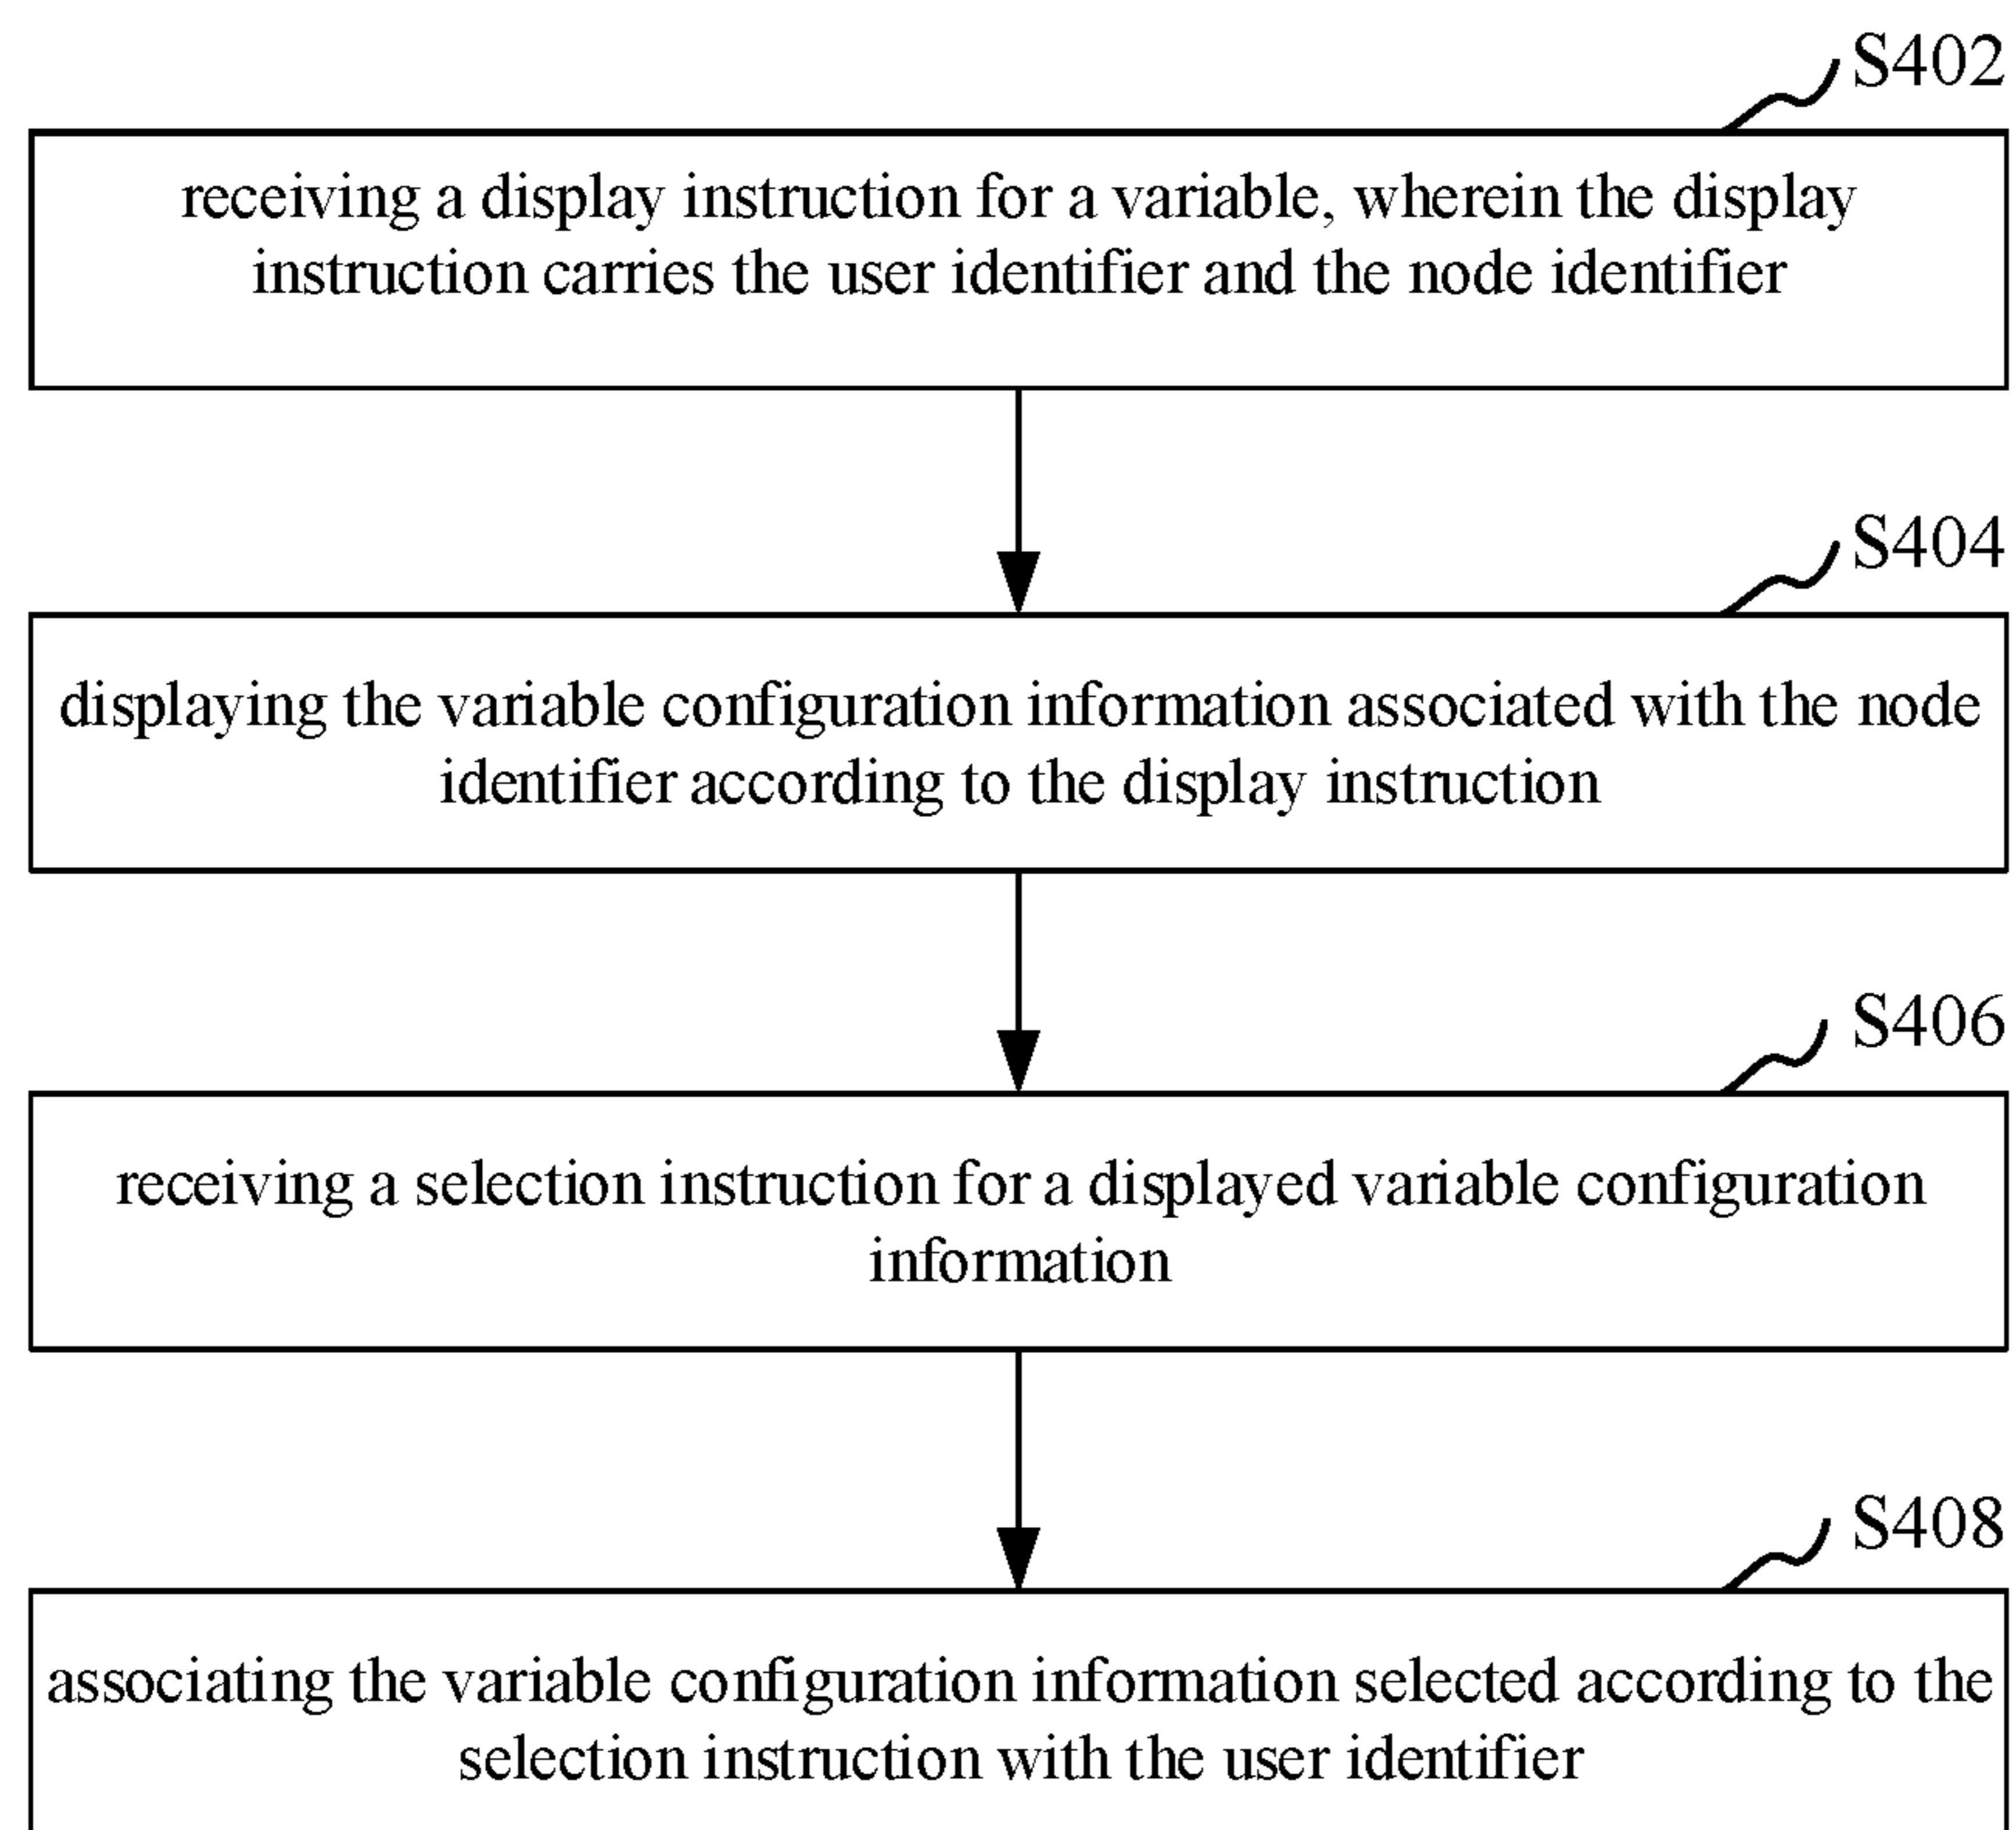 S402
receiving a display instruction for a variable, wherein the display
instruction carries the user identifier and the node identifier
S404
displaying the variable configuration information associated with the node
identifier according to the display instruction
S406
receiving a selection instruction for a displayed variable configuration
information
S408
associating the variable configuration information selected according to the
selection instruction with the user identifier